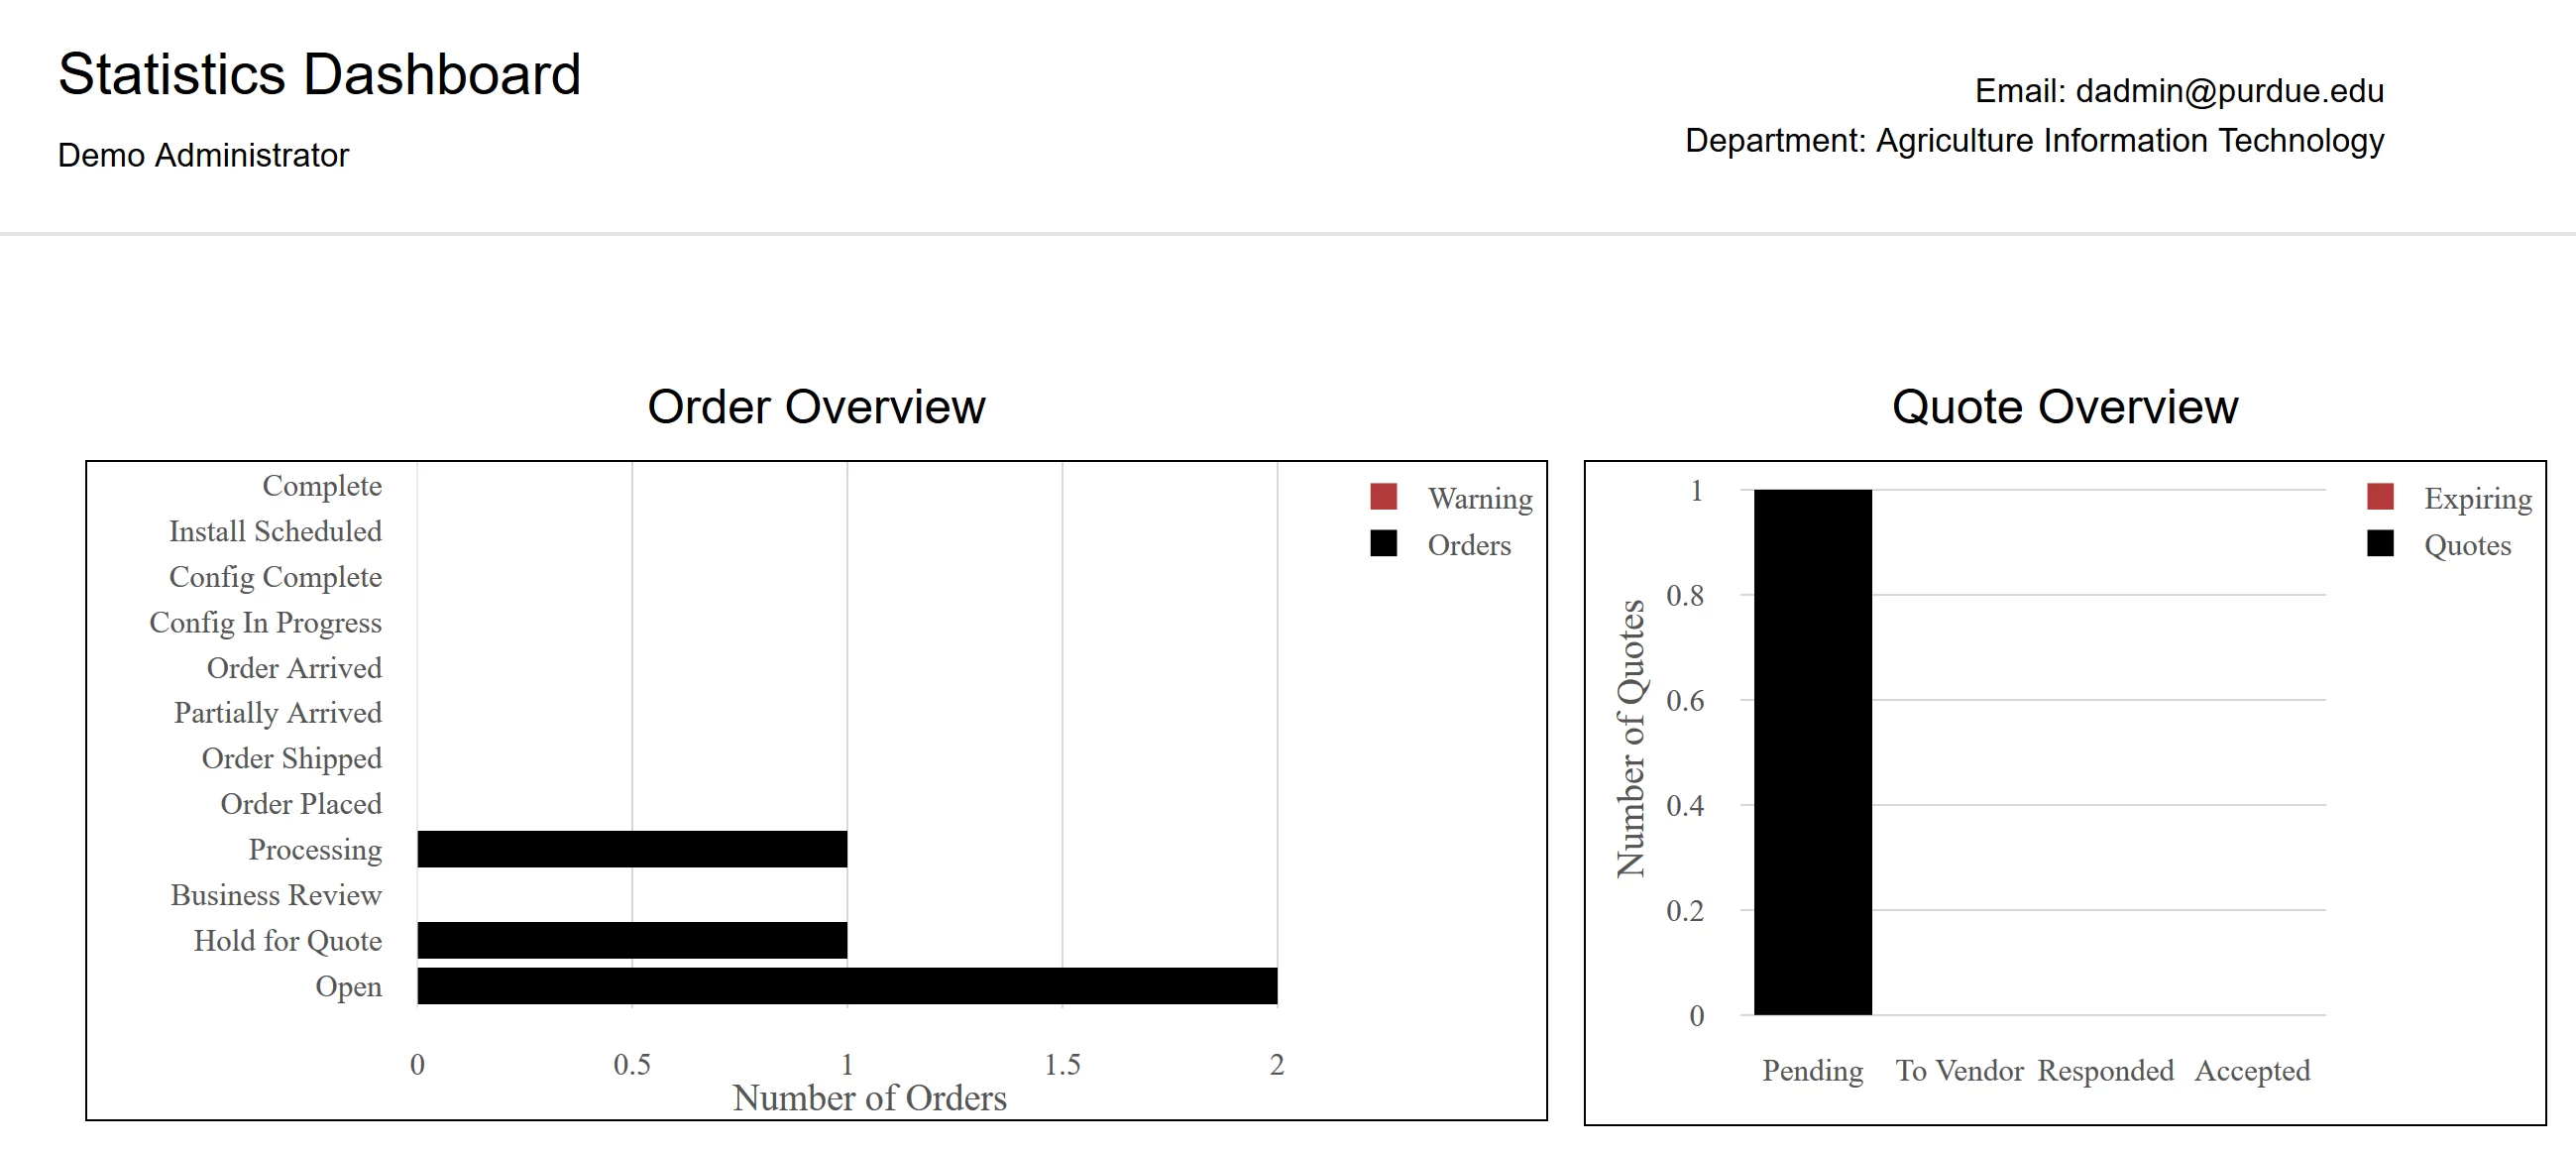 Statistics Dashboard
Demo Administrator
Email: dadmin@purdue.edu
Department: Agriculture Information Technology
Order Overview
Complete
Install Scheduled
Config Complete
Config In Progress
Order Arrived
Partially Arrived
Order Shipped
Order Placed
Processing
Business Review
Hold for Quote
Open
0 0.5 1 1.5 2
Number of Orders
Warning
Orders
Quote Overview
Number of Quotes
1
0.8
0.6
0.4
0.2
0
Pending To Vendor Responded Accepted
Expiring
Quotes